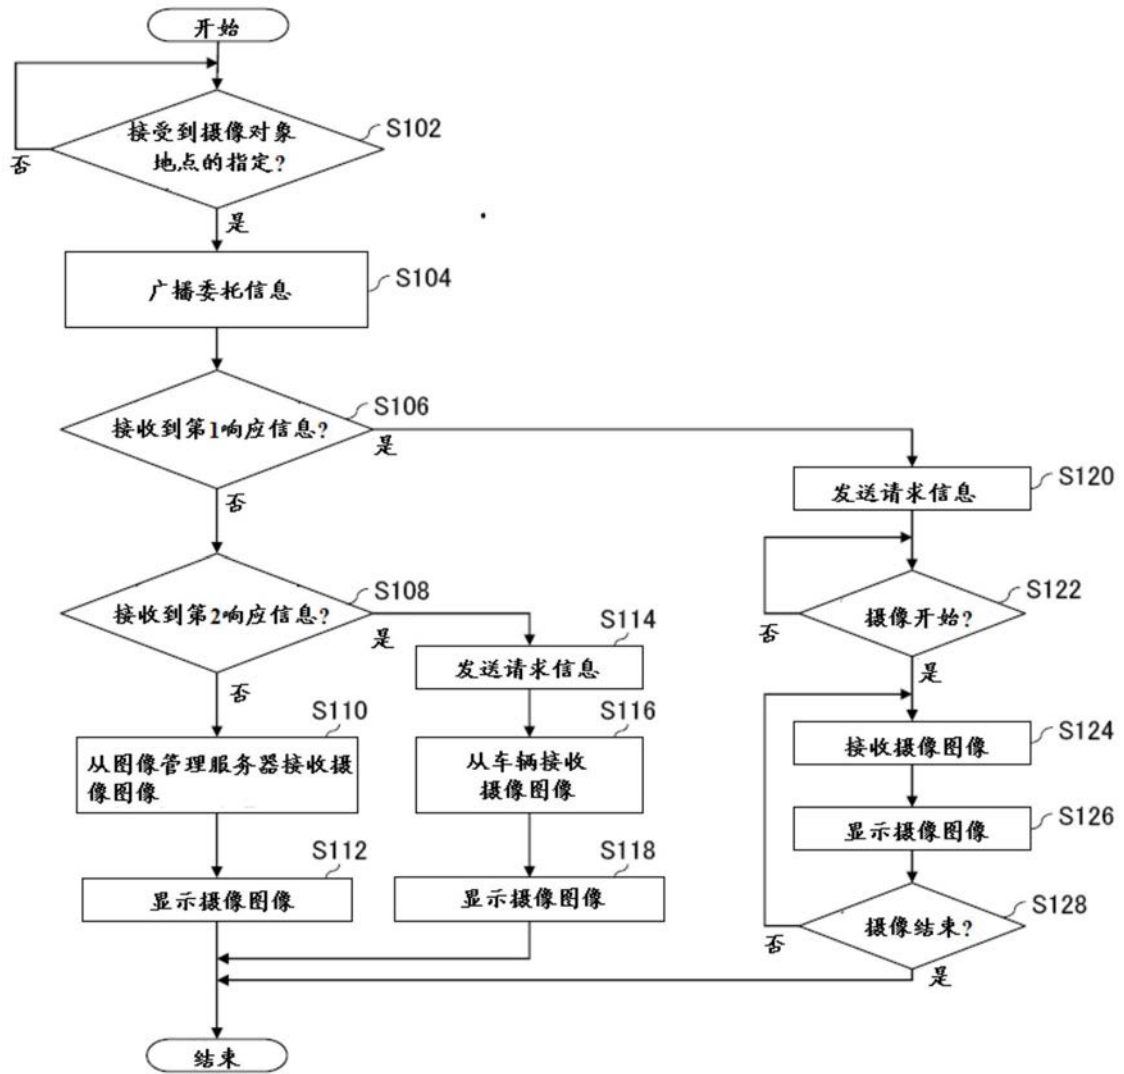 开始
接受到摄像对象
地点的指定?
S102
否
是
广播委托信息
S104
接收到第1响应信息?
S106
是
否
发送请求信息
S120
接收到第2响应信息?
S108
是
否
摄像开始?
S122
否
是
发送请求信息
S114
从图像管理服务器接收摄
像图像
S110
从车辆接收
摄像图像
S116
接收摄像图像
S124
显示摄像图像
S126
显示摄像图像
S112
显示摄像图像
S118
摄像结束?
S128
否
是
结束